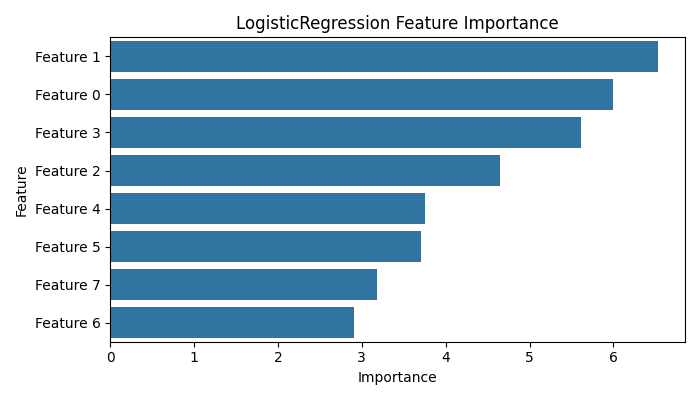 LogisticRegression Feature Importance
Feature 1
Feature 0
Feature 3
Feature 2
Feature 4
Feature 5
Feature 7
Feature 6
Feature
0 1 2 3 4 5 6
Importance